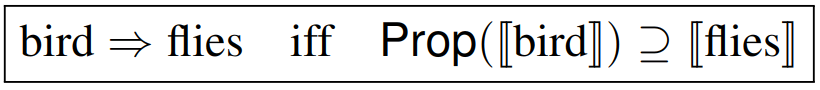 bird ⇒ flies iff Prop(⟦bird⟧) ⊇ ⟦flies⟧